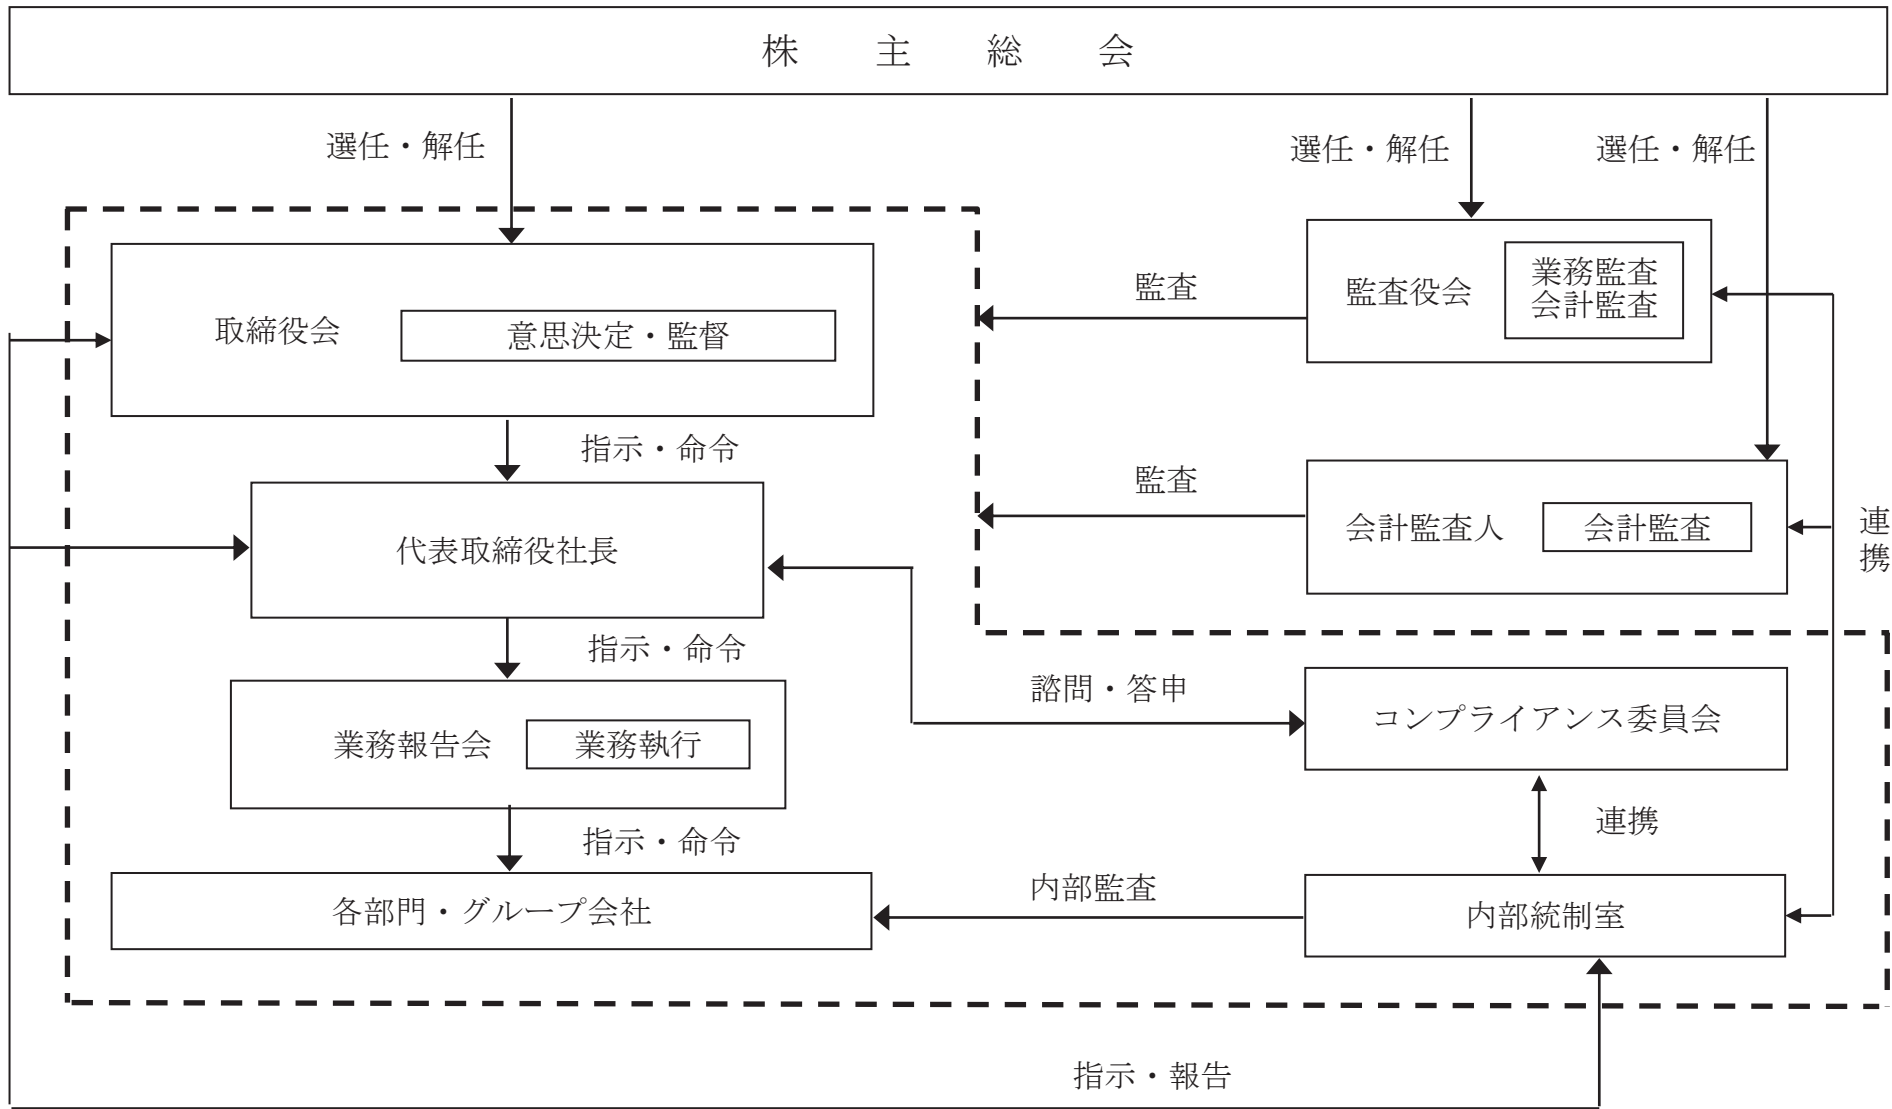 株主総会
選任・解任
選任・解任
選任・解任
取締役会
意思決定・監督
監査
監査役会
業務監査
会計監査
指示・命令
代表取締役社長
監査
会計監査人
会計監査
連携
指示・命令
諮問・答申
コンプライアンス委員会
業務報告会
業務執行
連携
指示・命令
各部門・グループ会社
内部監査
内部統制室
指示・報告